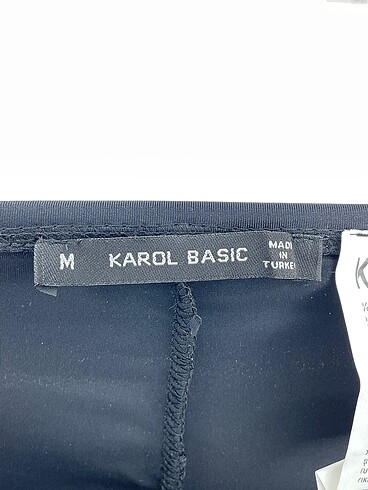 M
KAROL BASIC
MADE
IN
TURKEY
K